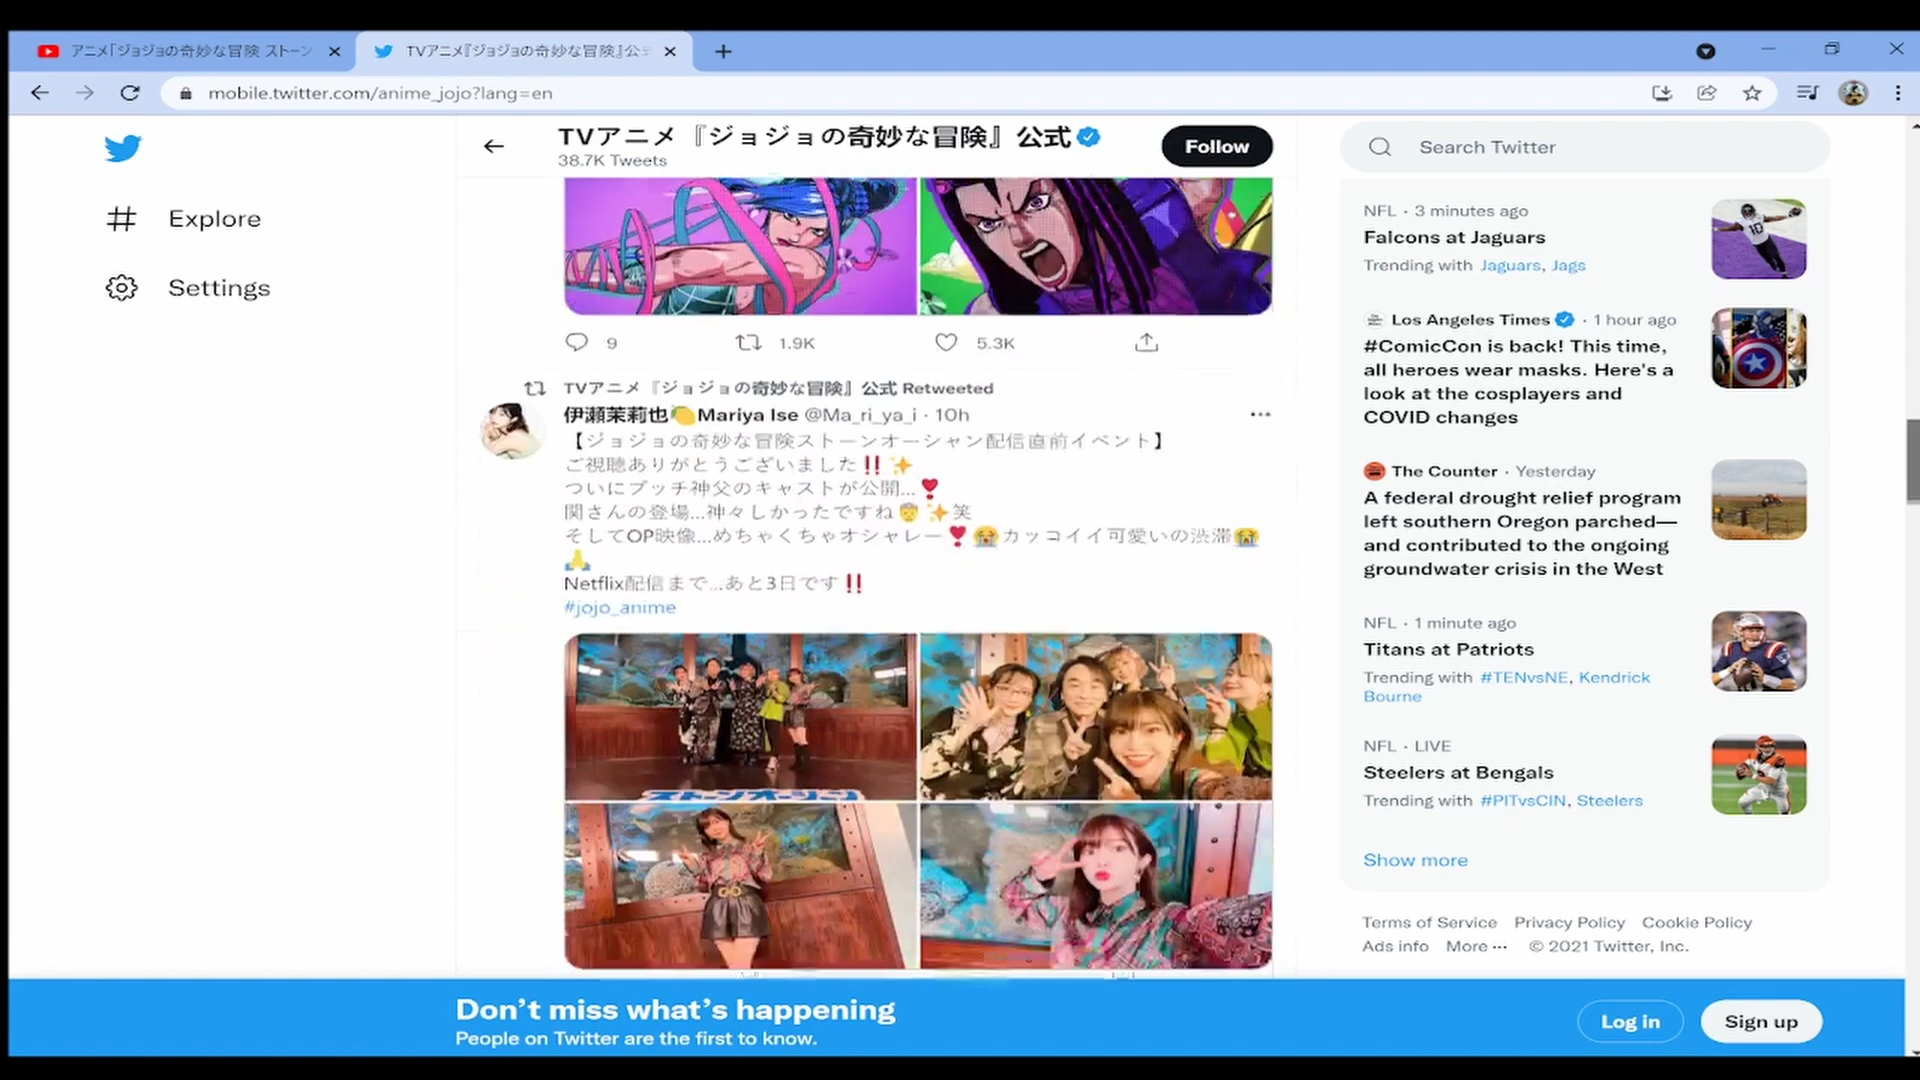 アニメ「ジョジョの奇妙な冒険 ストーン
TVアニメ『ジョジョの奇妙な冒険』公式
mobile.twitter.com/anime_jojo?lang=en
Explore
Settings
TVアニメ『ジョジョの奇妙な冒険』公式
38.7K Tweets
Follow
9
1.9K
5.3K
TVアニメ『ジョジョの奇妙な冒険』公式 Retweeted
伊瀬茉莉也🍋Mariya Ise @Ma_ri_ya_i · 10h
【ジョジョの奇妙な冒険ストーンオーシャン配信直前イベント】
ご視聴ありがとうございました‼️✨
ついにプッチ神父のキャストが公開...❣️
関さんの登場...神々しかったですね🤯✨笑
そしてOP映像...めちゃくちゃオシャレー❣️😭カッコイイ可愛いの渋滞😭
🙏
Netflix配信まで...あと3日です‼️
#jojo_anime
ストーンオーシャン
Search Twitter
NFL · 3 minutes ago
Falcons at Jaguars
Trending with Jaguars, Jags
Los Angeles Times · 1 hour ago
#ComicCon is back! This time,
all heroes wear masks. Here's a
look at the cosplayers and
COVID changes
The Counter · Yesterday
A federal drought relief program
left southern Oregon parched—
and contributed to the ongoing
groundwater crisis in the West
NFL · 1 minute ago
Titans at Patriots
Trending with #TENvsNE, Kendrick
Bourne
NFL · LIVE
Steelers at Bengals
Trending with #PITvsCIN, Steelers
Show more
Terms of Service Privacy Policy Cookie Policy
Ads info More ··· © 2021 Twitter, Inc.
Don't miss what's happening
People on Twitter are the first to know.
Log in
Sign up